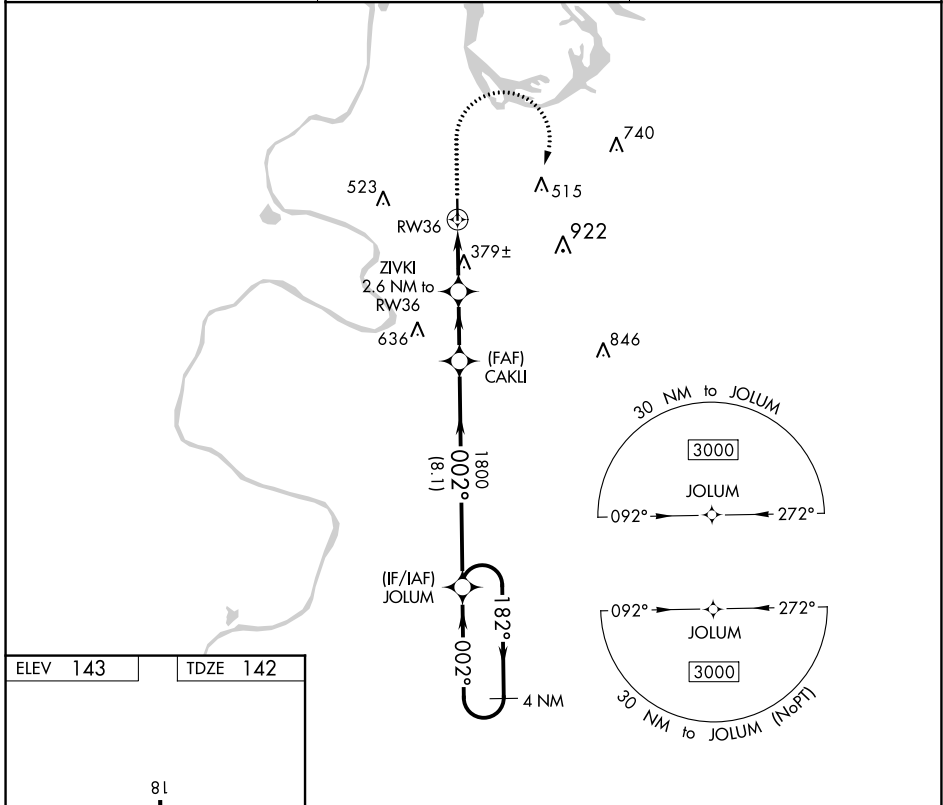 740
523
515
RW36
922
379±
ZIVKI
2.6 NM to
RW36
636
846
(FAF)
CAKLI
30 NM to JOLUM
3000
JOLUM
092°
272°
1800
002°
(8.1)
(IF/IAF)
JOLUM
182°
002°
4 NM
092°
272°
JOLUM
3000
30 NM to JOLUM (NoPT)
ELEV 143
TDZE 142
18